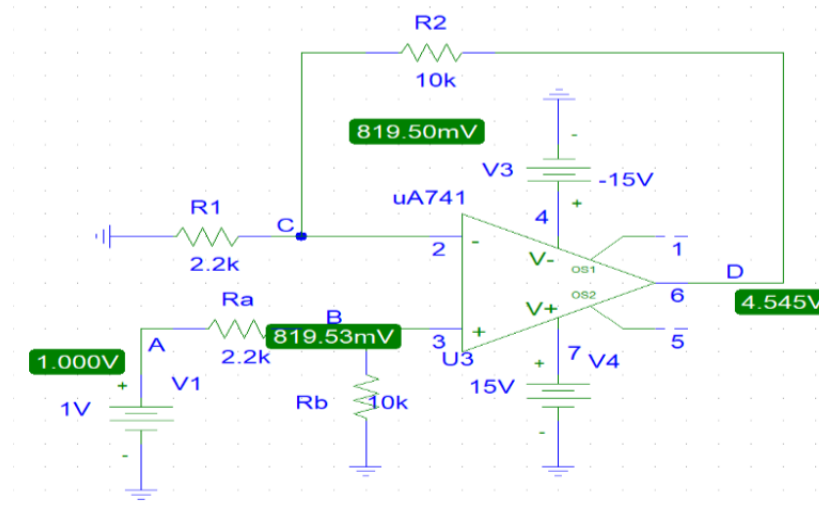 R2
10k
819.50mV
-
V3
-15V
uA741
+
4
R1
C
2.2k
2
-
V-
OS1
1
D
6
OS2
V+
4.545V
Ra
B
819.53mV
3
+
U3
5
A
2.2k
7
V4
+
1.000V
+
V1
15V
1V
Rb
10k
-
-